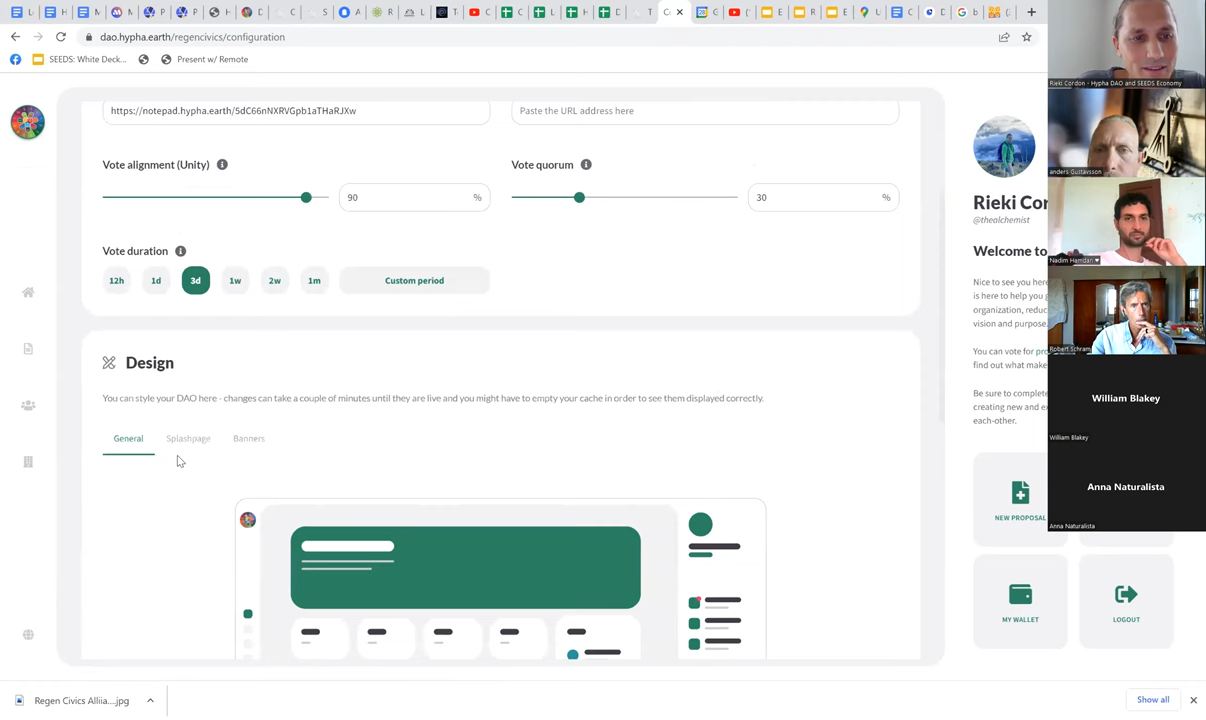 L
H
M
M
P
P
H
D
C
S
A
R
T
C
C
L
H
D
T
C
G
(
E
R
E
U
C
D
b
(
dao.hypha.earth/regencivics/configuration
SEEDS: White Deck...
Present w/ Remote
https://notepad.hypha.earth/5dC66nNXRVGpb1aTHaRJXw
Paste the URL address here
Vote alignment (Unity)
Vote quorum
90 %
30 %
Vote duration
12h
1d
3d
1w
2w
1m
Custom period
Design
You can style your DAO here - changes can take a couple of minutes until they are live and you might have to empty your cache in order to see them displayed correctly.
General
Splashpage
Banners
Rieki Cor
@thealchemist
Welcome to
Nice to see you here
is here to help you g
organization, reduc
vision and purpose.
You can vote for pro
find out what make
Be sure to complete
creating new and e
each-other.
NEW PROPOSAL
MY WALLET
LOGOUT
Rieki Cordon - Hypha DAO and SEEDS Economy
anders Gustavsson
Nadim Hamdan
Robert Schram
William Blakey
William Blakey
Anna Naturalista
Anna Naturalista
Regen Civics Alliia....jpg
Show all